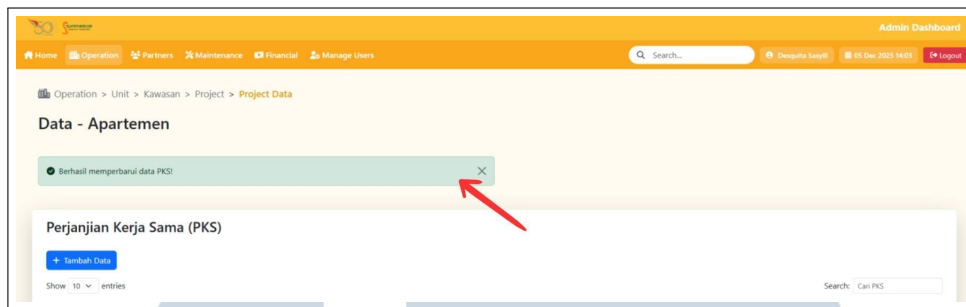 50 Summarecon
Admin Dashboard
Home Operation Partners Maintenance Financial Manage Users Search... 05 Dec 2025 14:03 Logout
Operation > Unit > Kawasan > Project > Project Data
Data - Apartemen
Berhasil memperbarui data PKS!
Perjanjian Kerja Sama (PKS)
+ Tambah Data
Show 10 entries Search: Cari PKS